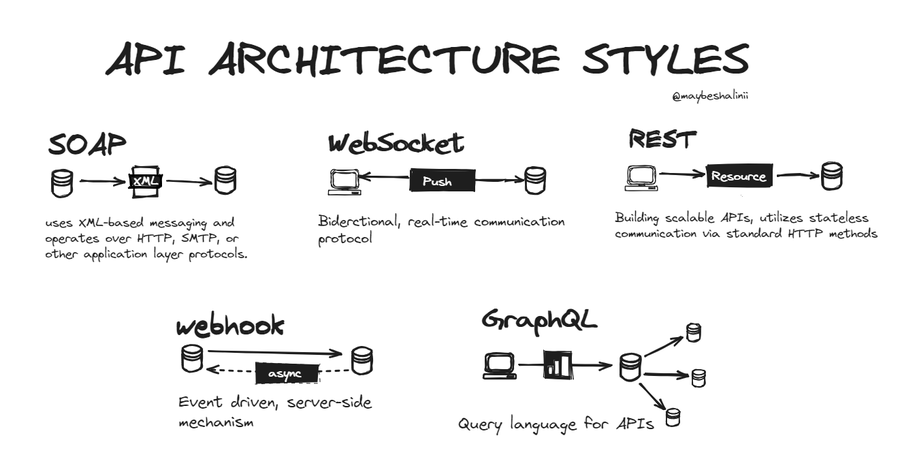 API ARCHITECTURE STYLES
@maybeshalinii
SOAP
XML
uses XML-based messaging and
operates over HTTP, SMTP, or
other application layer protocols.
WebSocket
Push
Biderctional, real-time communication
protocol
REST
Resource
Building scalable APIs, utilizes stateless
communication via standard HTTP methods
webhook
async
Event driven, server-side
mechanism
GraphQL
Query language for APIs